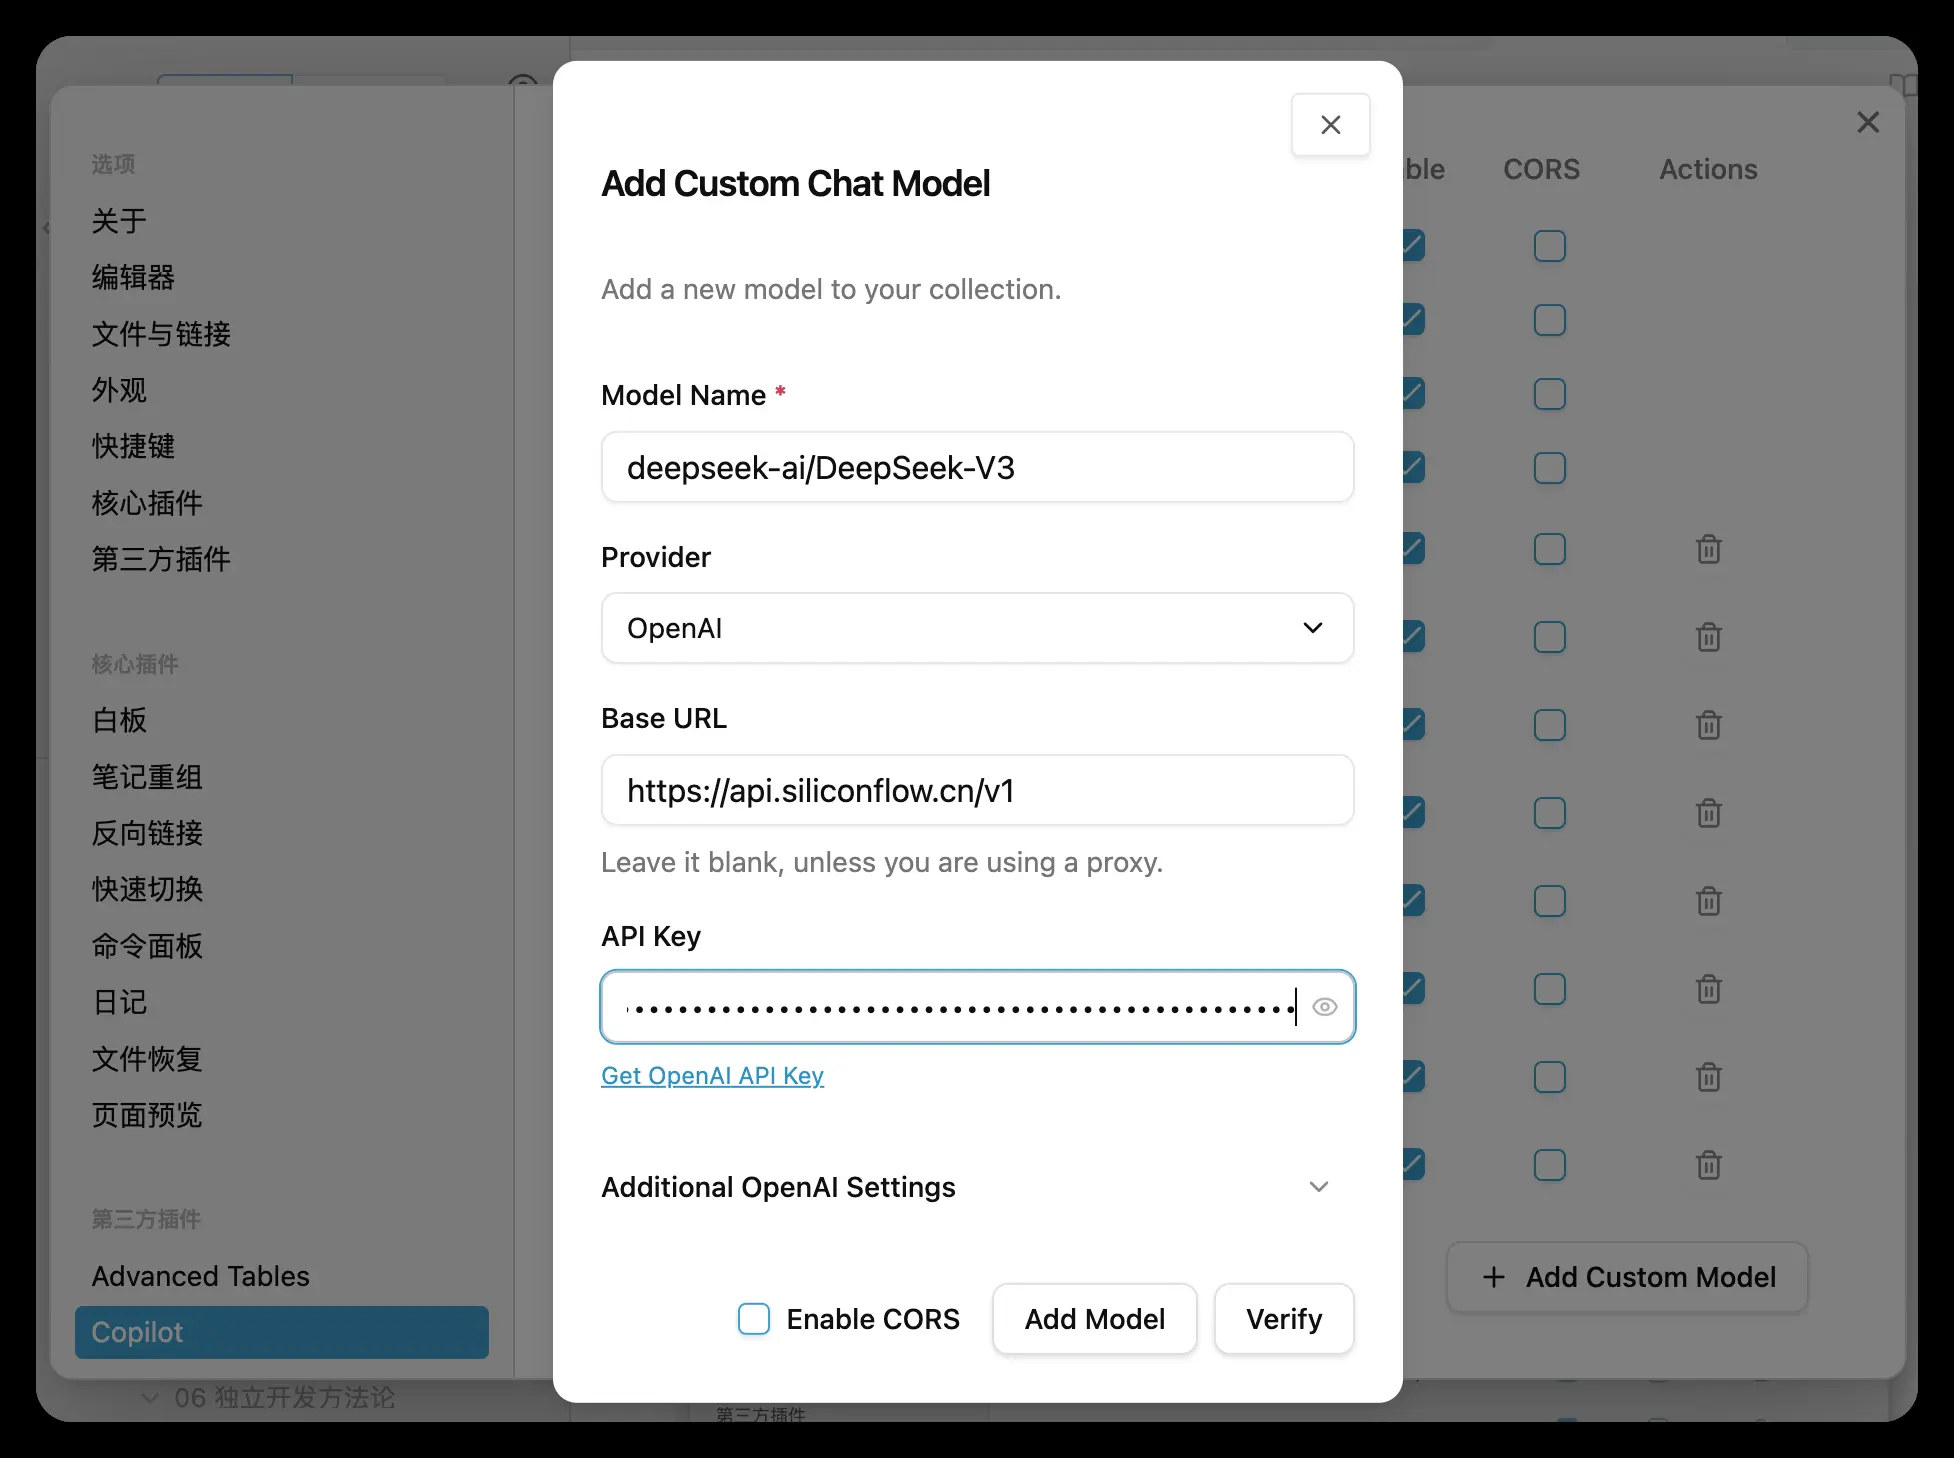 选项
关于
编辑器
文件与链接
外观
快捷键
核心插件
第三方插件
核心插件
白板
笔记重组
反向链接
快速切换
命令面板
日记
文件恢复
页面预览
第三方插件
Advanced Tables
Copilot
06 独立开发方法论
Add Custom Chat Model
Add a new model to your collection.
Model Name *
deepseek-ai/DeepSeek-V3
Provider
OpenAI
Base URL
https://api.siliconflow.cn/v1
Leave it blank, unless you are using a proxy.
API Key
Get OpenAI API Key
Additional OpenAI Settings
Enable CORS
Add Model
Verify
第三方插件
ble CORS Actions
Add Custom Model